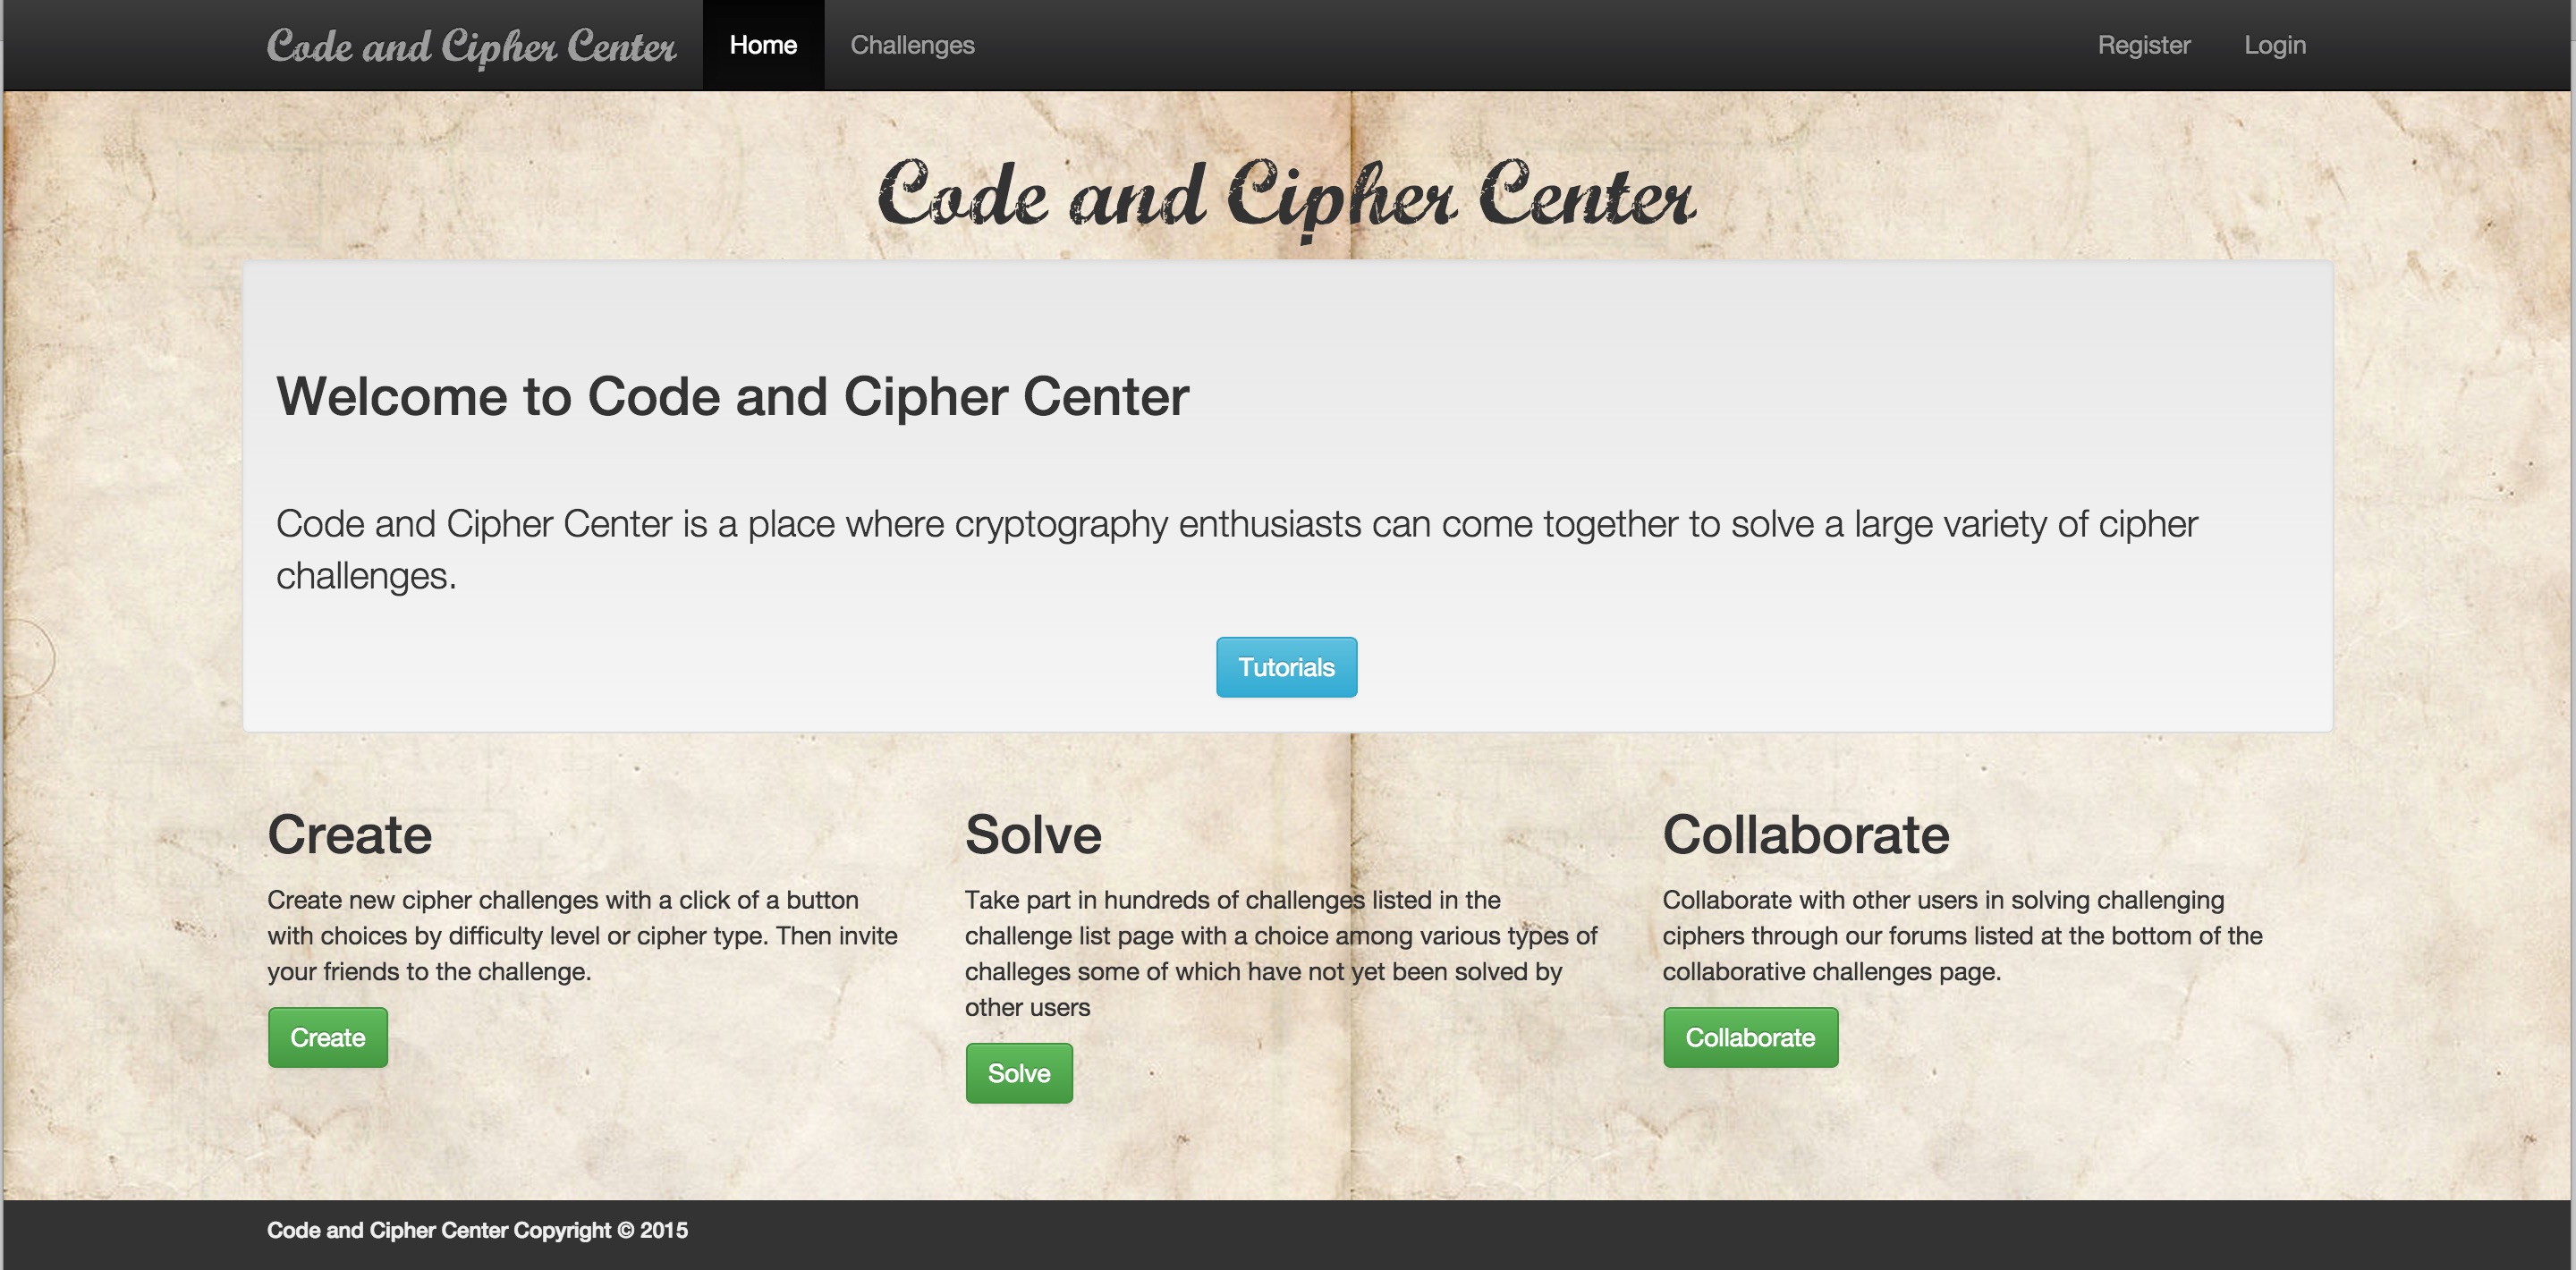 Code and Cipher Center Home Challenges Register Login
Code and Cipher Center
Welcome to Code and Cipher Center
Code and Cipher Center is a place where cryptography enthusiasts can come together to solve a large variety of cipher
challenges.
Tutorials
Create
Create new cipher challenges with a click of a button
with choices by difficulty level or cipher type. Then invite
your friends to the challenge.
Create
Solve
Take part in hundreds of challenges listed in the
challenge list page with a choice among various types of
challeges some of which have not yet been solved by
other users
Solve
Collaborate
Collaborate with other users in solving challenging
ciphers through our forums listed at the bottom of the
collaborative challenges page.
Collaborate
Code and Cipher Center Copyright © 2015